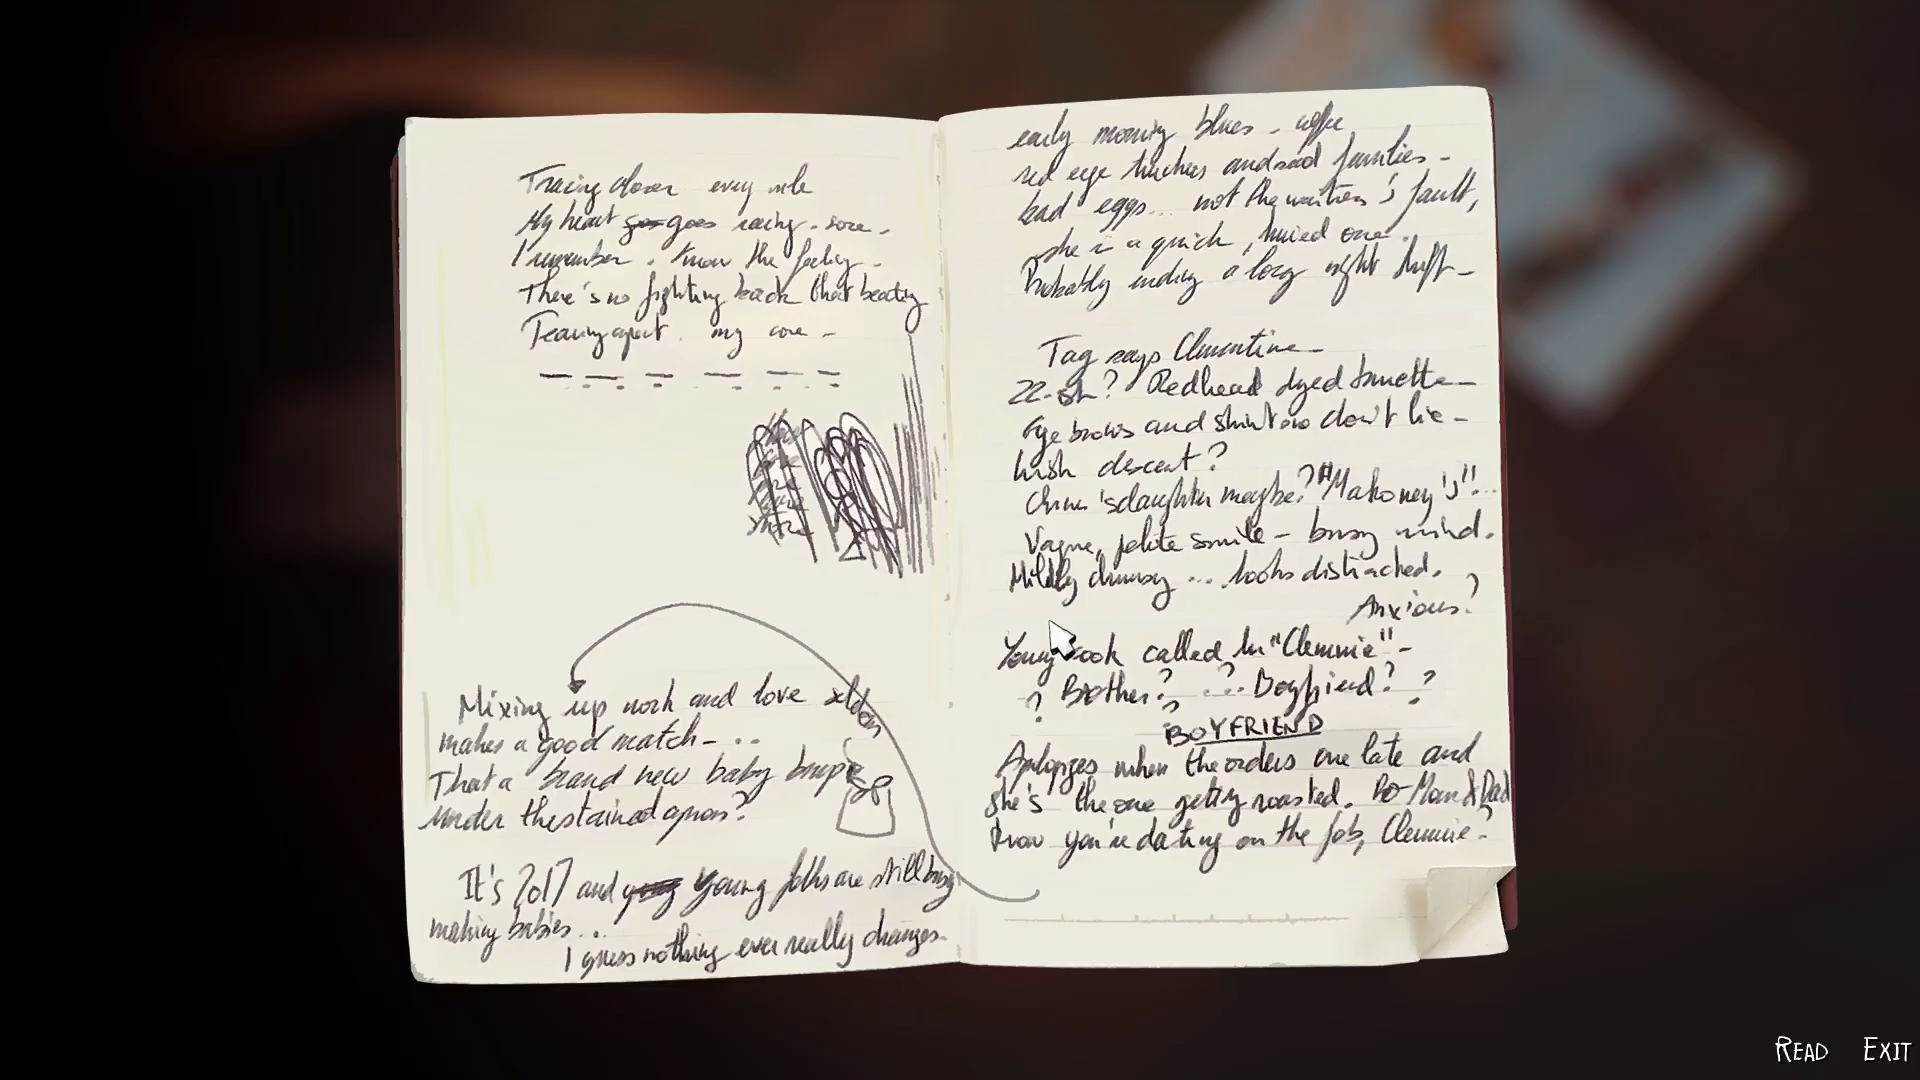 Tracing closer every mile
My heart goes goes racing. sore.
I remember. Know the feeling.
There's no fighting back that beating
Tearing apart. my core -
Mixing up work and love seldom
makes a good match- ...
That a brand new baby bump
under the stained apron?
It's 2017 and young young folks are still busy
making babies...
I guess nothing ever really changes.
early morning blues - coffee
red eye truckers and sad families -
bad eggs... not the waitress's fault,
she is a quick, hurried one.
Probably ending a long night shift -
Tag says Clementine -
22-ish? Redhead dyed brunette -
Eye brows and skin too don't lie -
Irish descent?
Owner's daughter maybe? "Mahoney's"...
Vague, polite smile - busy mind.
Mildly clumsy ... looks distracted.
Anxious?
Young cook called her "Clemmie" -
? Brother? ...?... Boyfriend? ?
?
BOYFRIEND
Apologizes when the orders are late and
she's the one getting roasted. Do Mom & Dad
know you're dating on the job, Clemmie?
READ EXIT